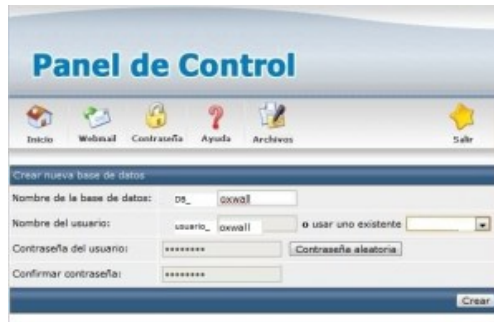 Panel de Control
Inicio Webmail Contraseña Ayuda Archivos Salir
Crear nueva base de datos
Nombre de la base de datos: DB_ oxwall
Nombre del usuario: usuario_ oxwall o usar uno existente
Contraseña del usuario: ******** Contraseña aleatoria
Confirmar contraseña: ********
Crear